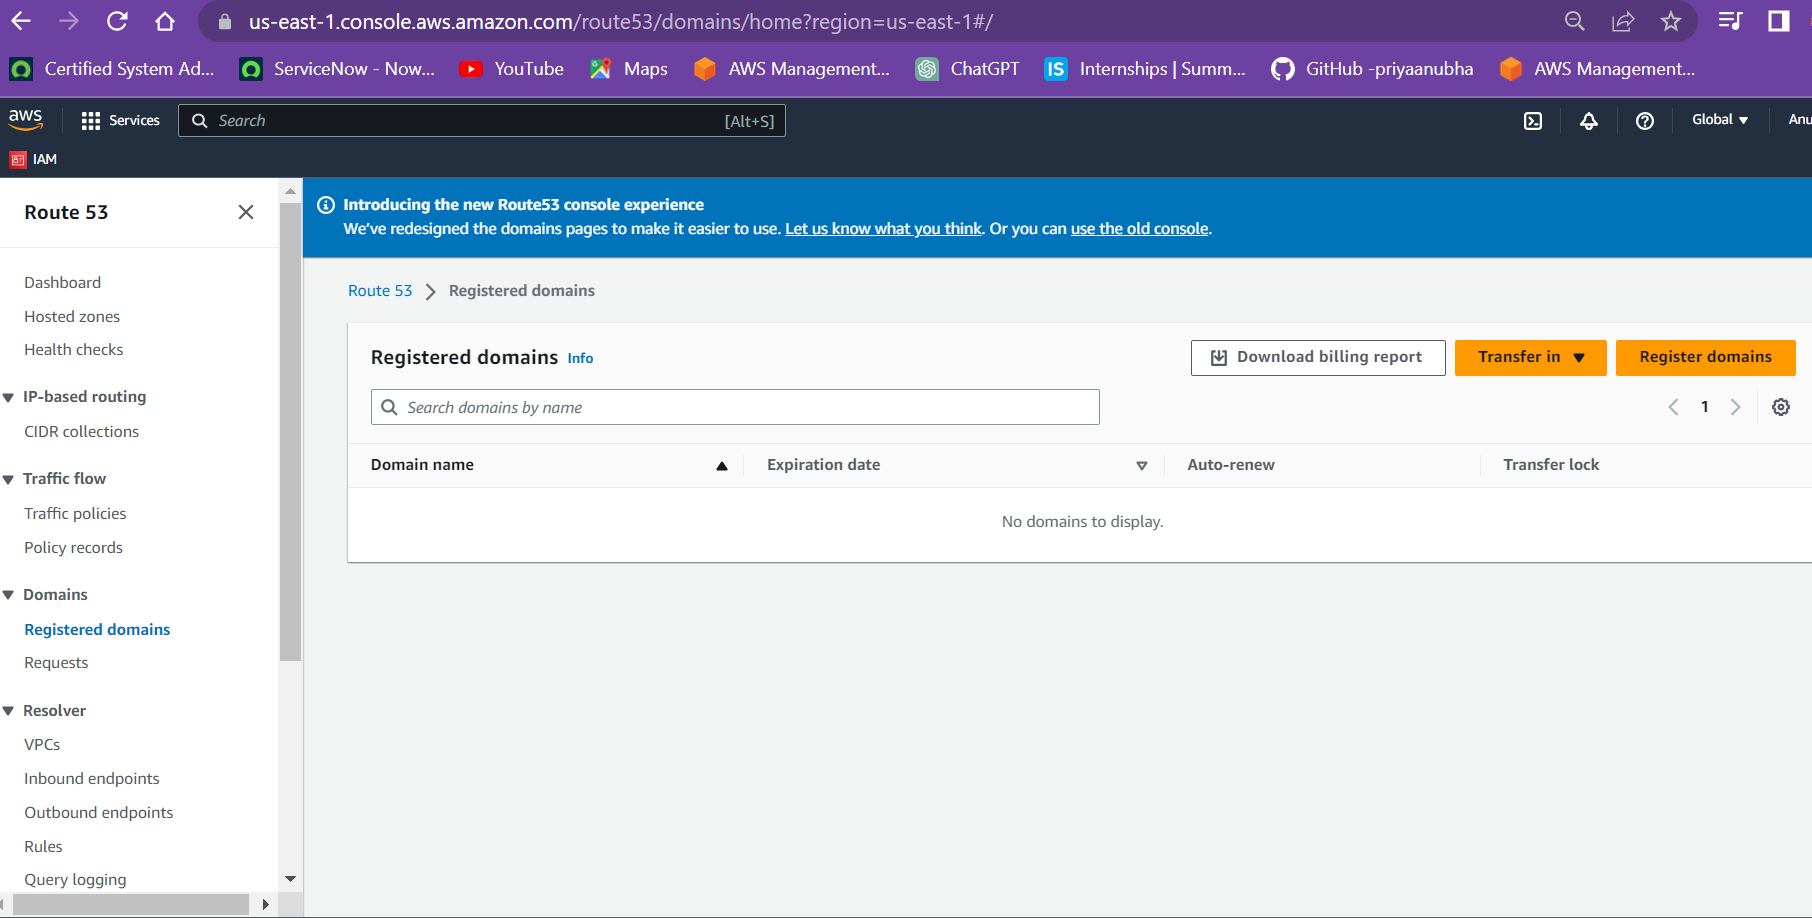 us-east-1.console.aws.amazon.com/route53/domains/home?region=us-east-1#/
Certified System Ad... ServiceNow - Now... YouTube Maps AWS Management... ChatGPT IS Internships | Summ... GitHub -priyaanubha AWS Management...
aws Services Search [Alt+S] Global Anu
IAM
Route 53
Dashboard
Hosted zones
Health checks
IP-based routing
CIDR collections
Traffic flow
Traffic policies
Policy records
Domains
Registered domains
Requests
Resolver
VPCs
Inbound endpoints
Outbound endpoints
Rules
Query logging
Introducing the new Route53 console experience
We've redesigned the domains pages to make it easier to use. Let us know what you think. Or you can use the old console.
Route 53 Registered domains
Registered domains Info Download billing report Transfer in Register domains
Search domains by name 1
Domain name Expiration date Auto-renew Transfer lock
No domains to display.